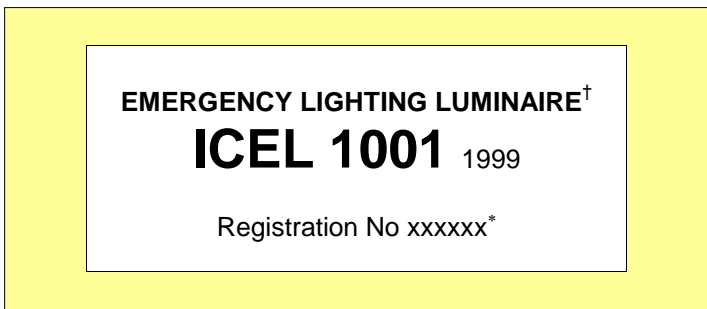 EMERGENCY LIGHTING LUMINAIRE†
ICEL 1001 1999
Registration No xxxxxx*